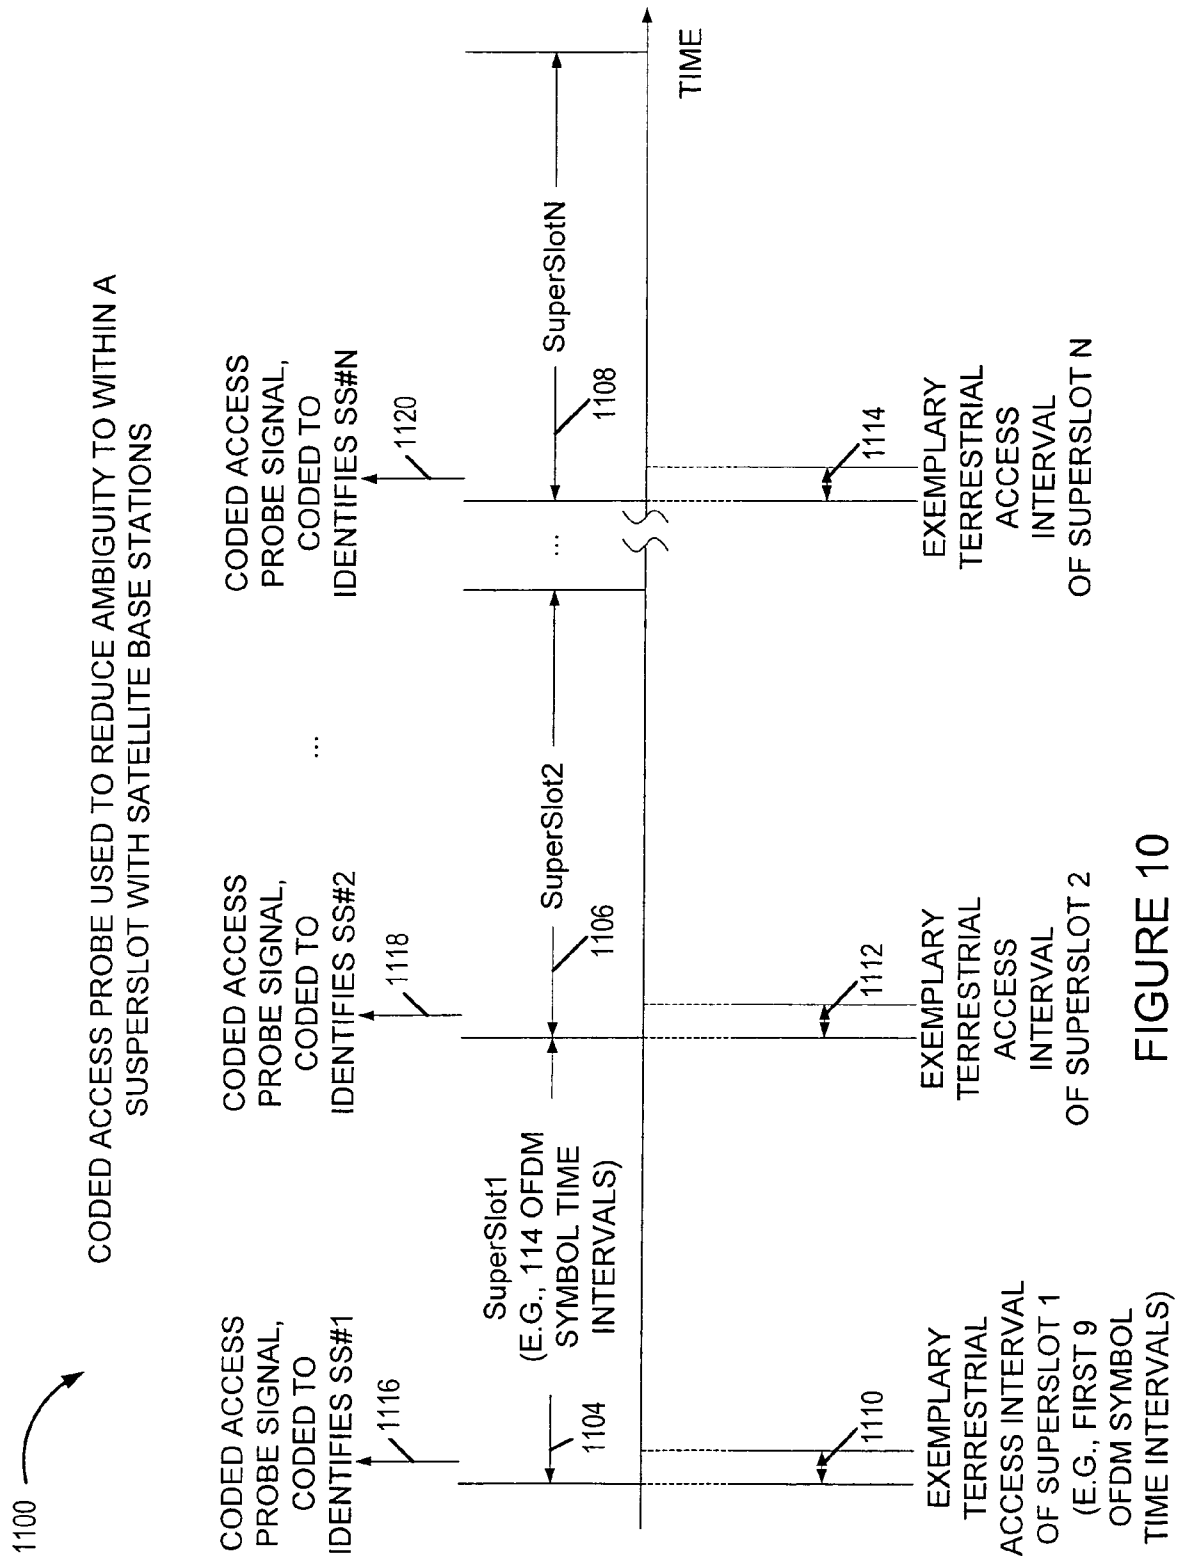 1100
CODED ACCESS PROBE USED TO REDUCE AMBIGUITY TO WITHIN A
SUSPERSLOT WITH SATELLITE BASE STATIONS
CODED ACCESS
PROBE SIGNAL,
CODED TO
IDENTIFIES SS#1
1116
CODED ACCESS
PROBE SIGNAL,
CODED TO
IDENTIFIES SS#2
1118
...
CODED ACCESS
PROBE SIGNAL,
CODED TO
IDENTIFIES SS#N
1120
SuperSlot1
(E.G., 114 OFDM
SYMBOL TIME
INTERVALS)
1104
SuperSlot2
1106
...
SuperSlotN
1108
TIME
1110
EXEMPLARY
TERRESTRIAL
ACCESS INTERVAL
OF SUPERSLOT 1
(E.G., FIRST 9
OFDM SYMBOL
TIME INTERVALS)
1112
EXEMPLARY
TERRESTRIAL
ACCESS
INTERVAL
OF SUPERSLOT 2
1114
EXEMPLARY
TERRESTRIAL
ACCESS
INTERVAL
OF SUPERSLOT N
FIGURE 10